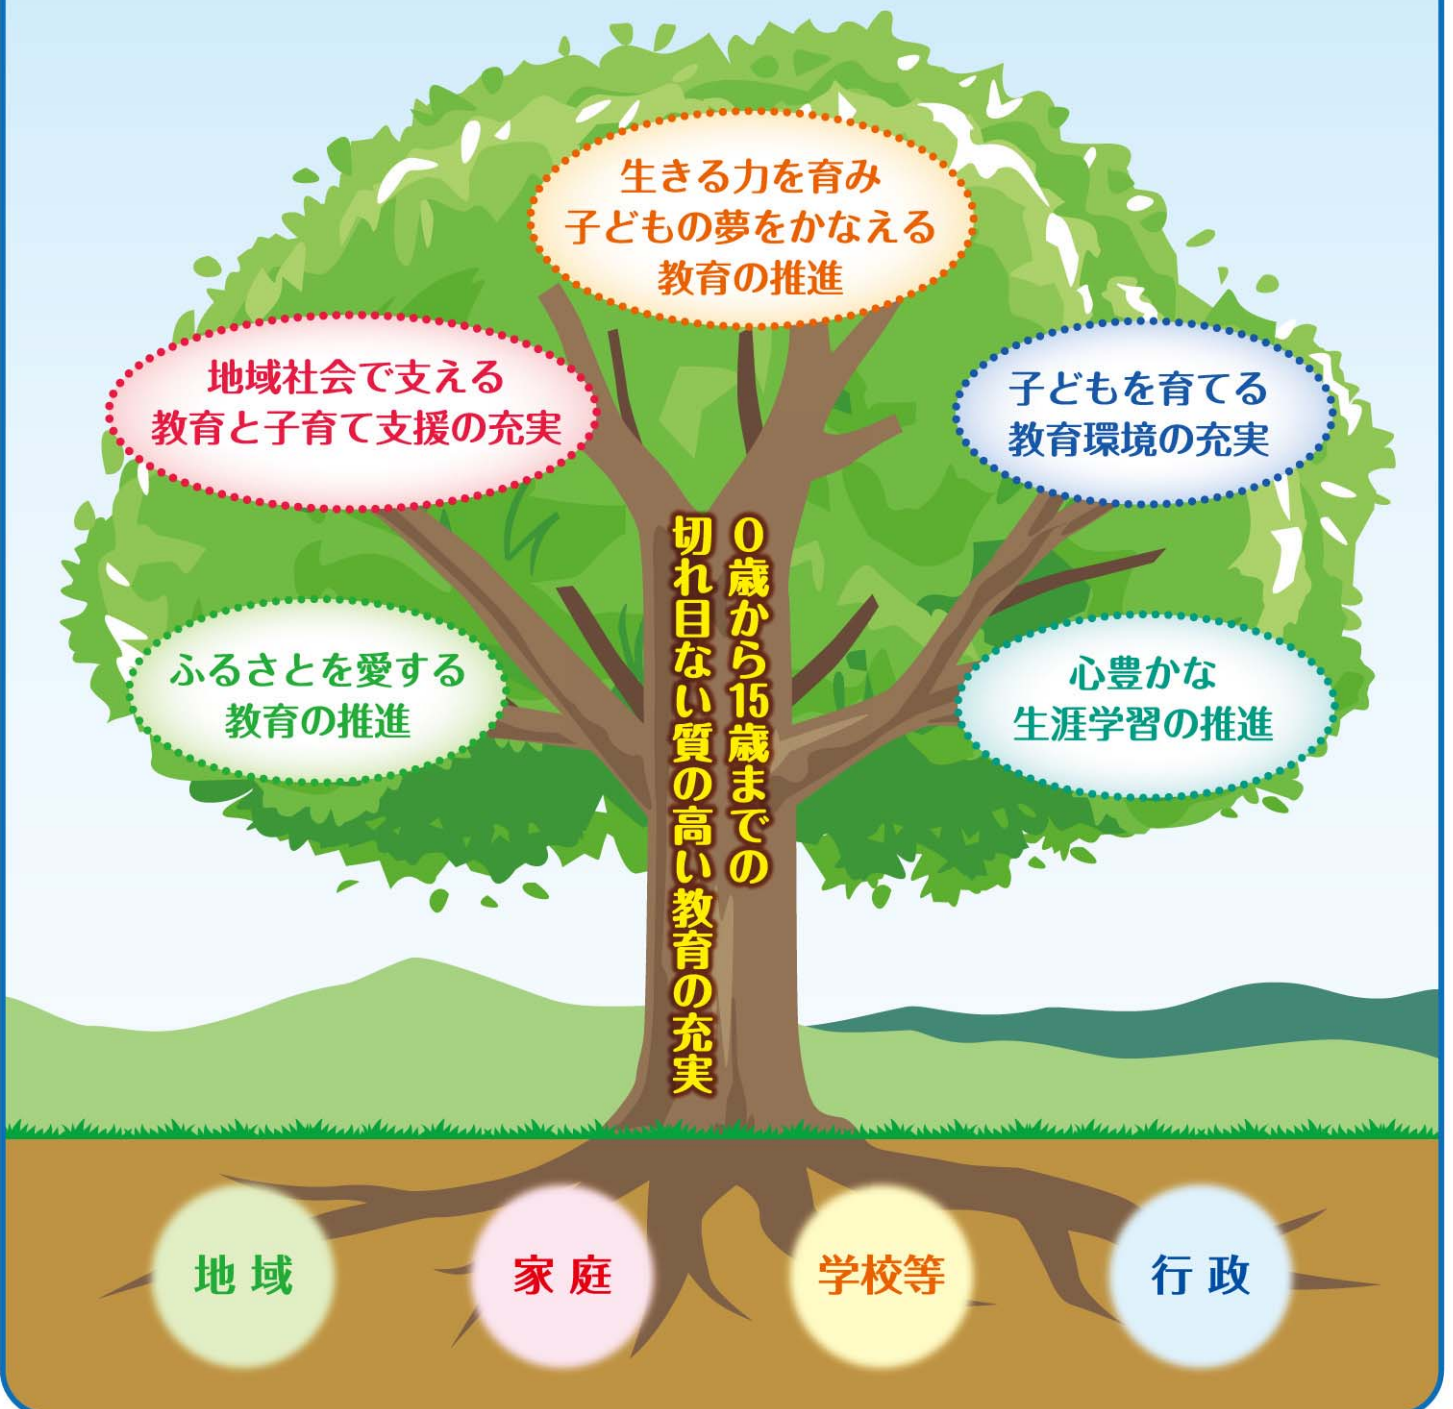 生きる力を育み
子どもの夢をかなえる
教育の推進
地域社会で支える
教育と子育て支援の充実
子どもを育てる
教育環境の充実
ふるさとを愛する
教育の推進
心豊かな
生涯学習の推進
0歳から15歳までの
切れ目ない質の高い教育の充実
地域
家庭
学校等
行政